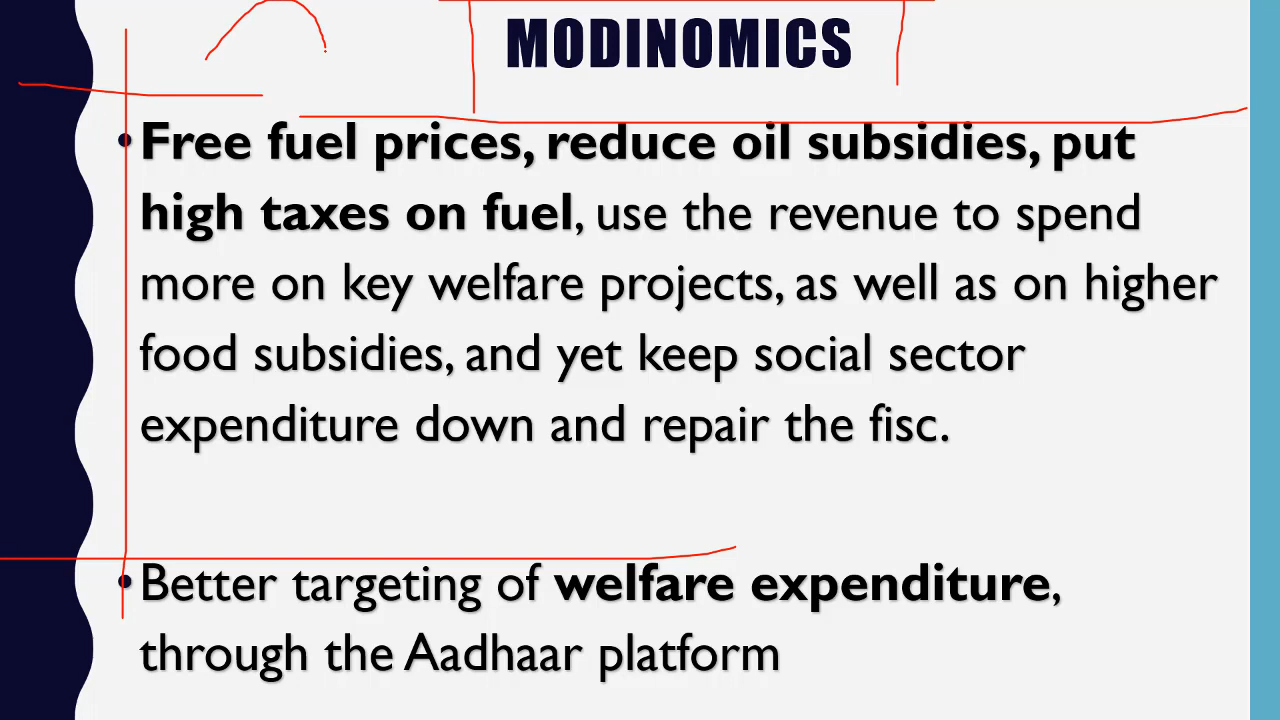 MODINOMICS
•Free fuel prices, reduce oil subsidies, put
high taxes on fuel, use the revenue to spend
more on key welfare projects, as well as on higher
food subsidies, and yet keep social sector
expenditure down and repair the fisc.
•Better targeting of welfare expenditure,
through the Aadhaar platform